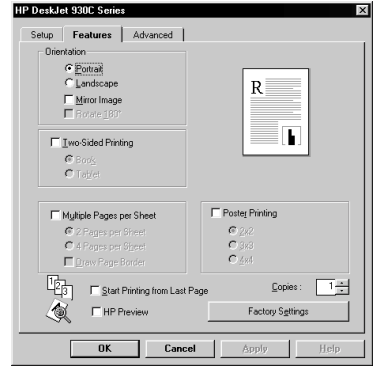 HP DeskJet 930C Series
Setup Features Advanced
Orientation
Portrait
Landscape
Mirror Image
Rotate 180°
R
Two-Sided Printing
Book
Tablet
Multiple Pages per Sheet
2 Pages per Sheet
4 Pages per Sheet
Draw Page Border
Poster Printing
2x2
3x3
4x4
1 2 3
Start Printing from Last Page
Copies : 1
HP Preview
Factory Settings
OK Cancel Apply Help